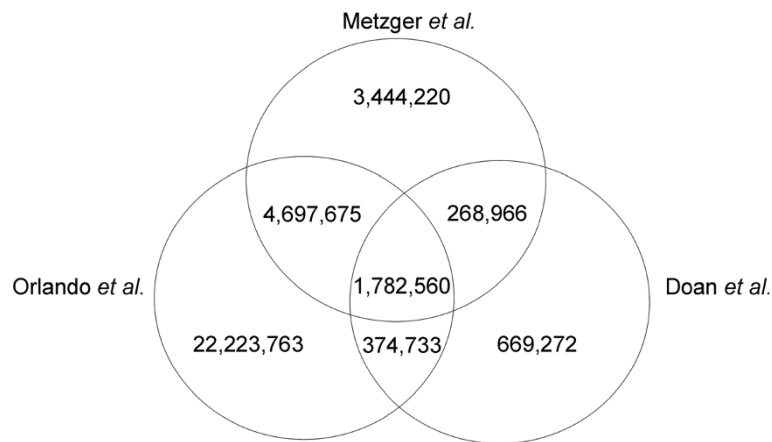 Metzger et al.
3,444,220
4,697,675
268,966
1,782,560
Orlando et al.
Doan et al.
22,223,763
374,733
669,272